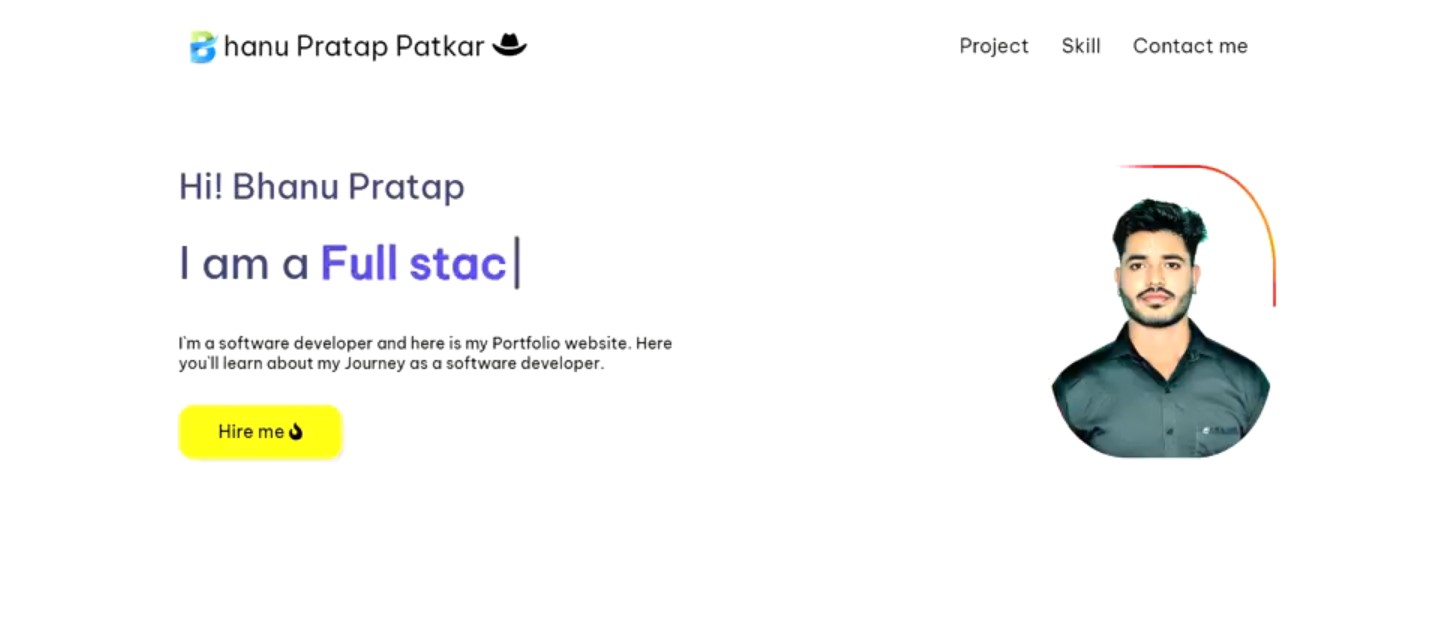 Bhanu Pratap Patkar
Project Skill Contact me
Hi! Bhanu Pratap
I am a Full stac
I'm a software developer and here is my Portfolio website. Here
you'll learn about my Journey as a software developer.
Hire me